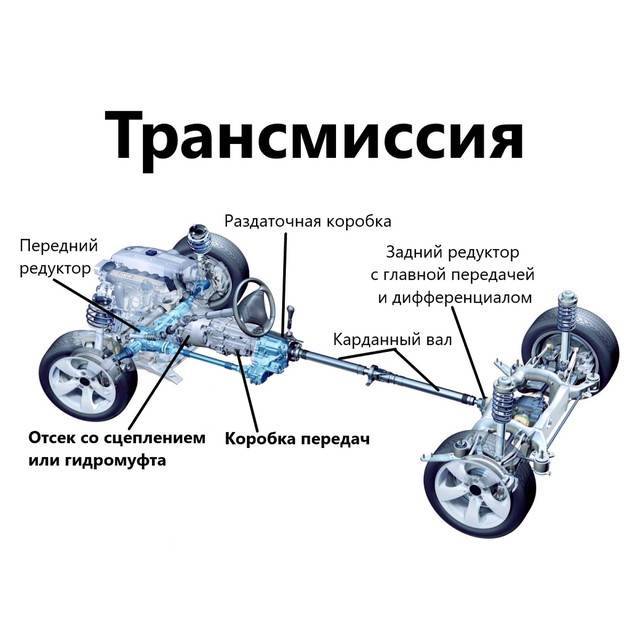 Трансмиссия
Раздаточная коробка
Передний
редуктор
Задний редуктор
с главной передачей
и дифференциалом
Карданный вал
Отсек со сцеплением
или гидромуфта
Коробка передач